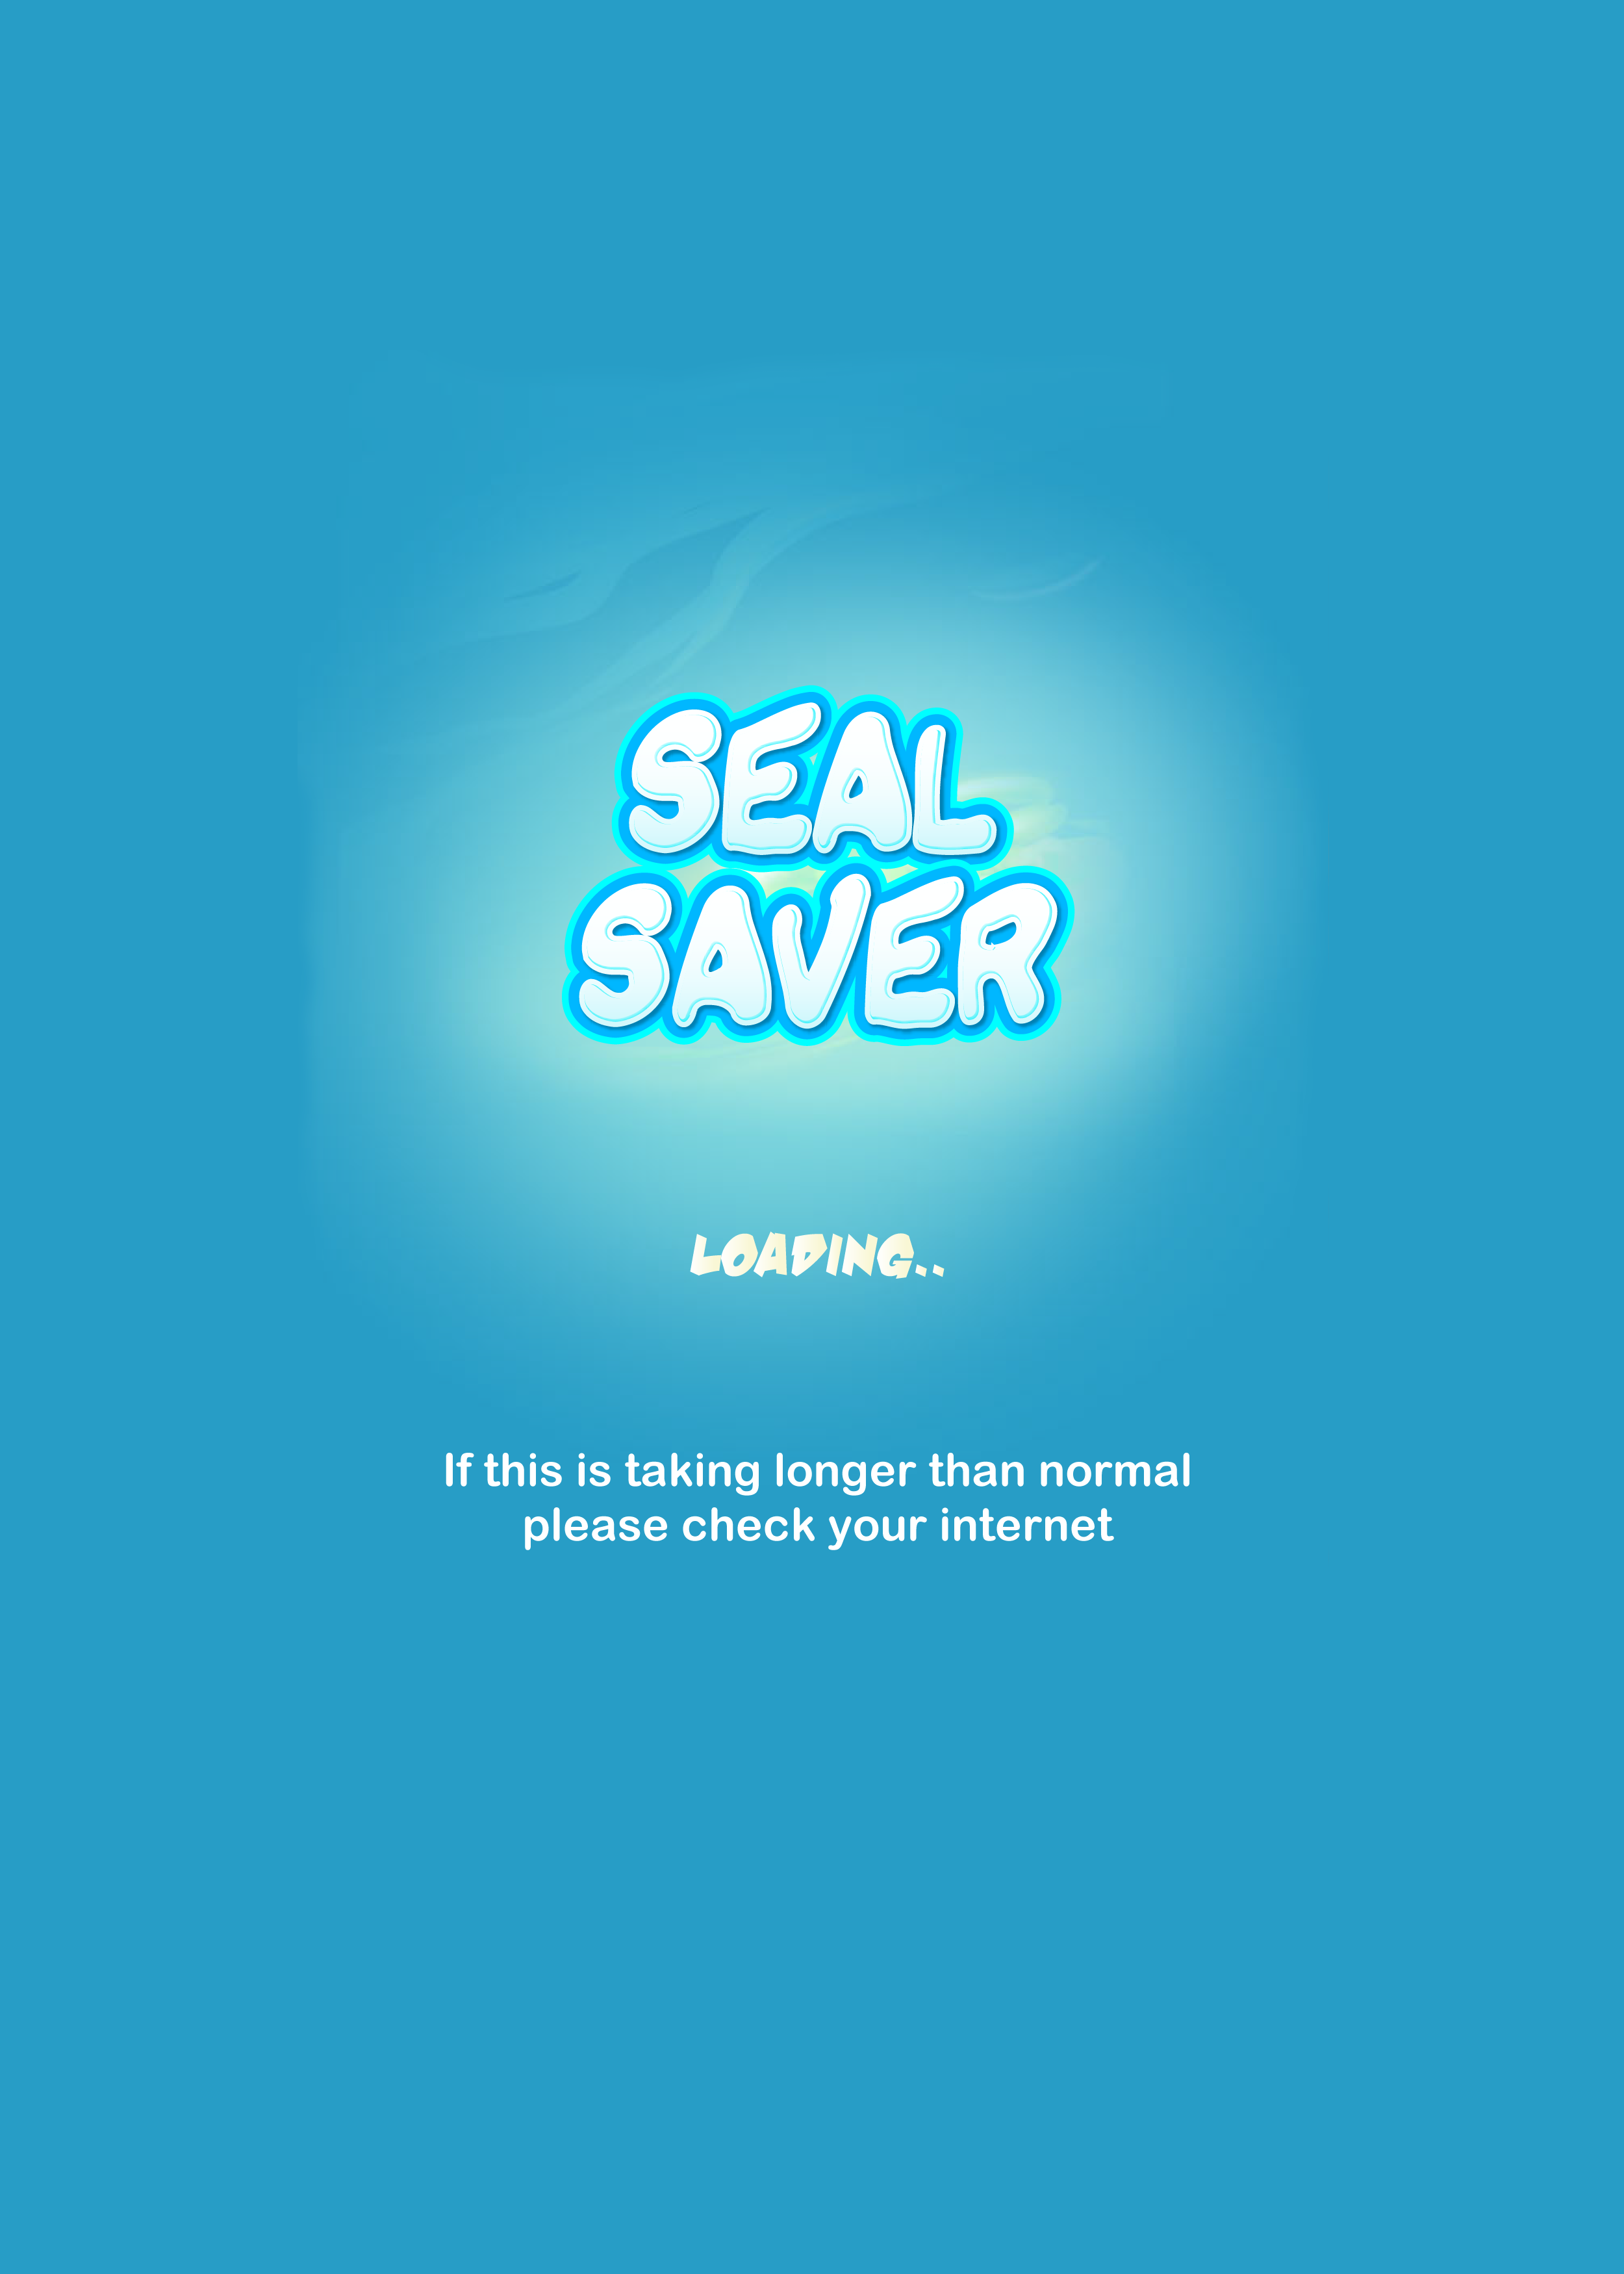 SEAL
SAVER
LOADING..
If this is taking longer than normal
please check your internet